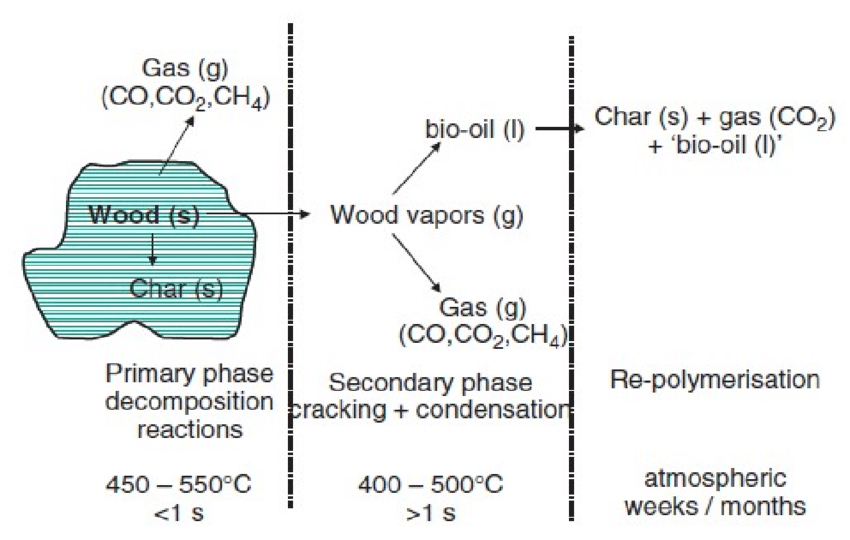 Gas (g)
(CO,CO₂,CH₄)
Wood (s)
Char (s)
bio-oil (l)
Wood vapors (g)
Gas (g)
(CO,CO₂,CH₄)
Char (s) + gas (CO₂)
+ 'bio-oil (l)'
Primary phase
decomposition
reactions
Secondary phase
cracking + condensation
Re-polymerisation
450 – 550°C
<1 s
400 – 500°C
>1 s
atmospheric
weeks / months